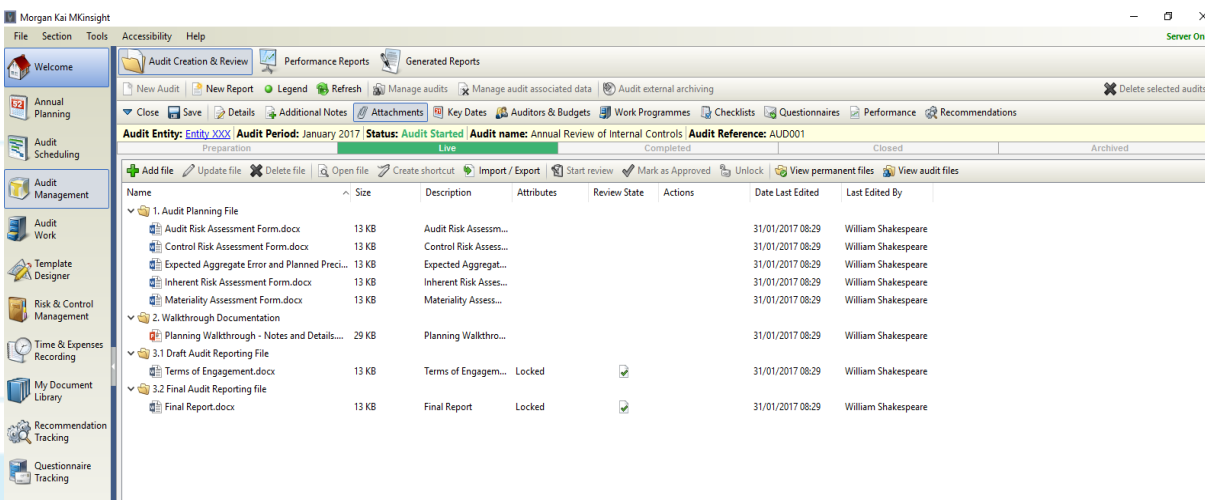 Morgan Kai MKinsight
File Section Tools Accessibility Help
Server On
Welcome
Annual
Planning
Audit
Scheduling
Audit
Management
Audit
Work
Template
Designer
Risk & Control
Management
Time & Expenses
Recording
My Document
Library
Recommendation
Tracking
Questionnaire
Tracking
Audit Creation & Review Performance Reports Generated Reports
New Audit New Report Legend Refresh Manage audits Manage audit associated data Audit external archiving Delete selected audits
Close Save Details Additional Notes Attachments Key Dates Auditors & Budgets Work Programmes Checklists Questionnaires Performance Recommendations
Audit Entity: Entity XXX Audit Period: January 2017 Status: Audit Started Audit name: Annual Review of Internal Controls Audit Reference: AUD001
Preparation Live Completed Closed Archived
Add file Update file Delete file Open file Create shortcut Import / Export Start review Mark as Approved Unlock View permanent files View audit files
Name Size Description Attributes Review State Actions Date Last Edited Last Edited By
1. Audit Planning File
Audit Risk Assessment Form.docx 13 KB Audit Risk Assessm... 31/01/2017 08:29 William Shakespeare
Control Risk Assessment Form.docx 13 KB Control Risk Assess... 31/01/2017 08:29 William Shakespeare
Expected Aggregate Error and Planned Preci... 13 KB Expected Aggregat... 31/01/2017 08:29 William Shakespeare
Inherent Risk Assessment Form.docx 13 KB Inherent Risk Asses... 31/01/2017 08:29 William Shakespeare
Materiality Assessment Form.docx 13 KB Materiality Assess... 31/01/2017 08:29 William Shakespeare
2. Walkthrough Documentation
Planning Walkthrough - Notes and Details.... 29 KB Planning Walkthro... 31/01/2017 08:29 William Shakespeare
3.1 Draft Audit Reporting File
Terms of Engagement.docx 13 KB Terms of Engagem... Locked 31/01/2017 08:29 William Shakespeare
3.2 Final Audit Reporting file
Final Report.docx 13 KB Final Report Locked 31/01/2017 08:29 William Shakespeare